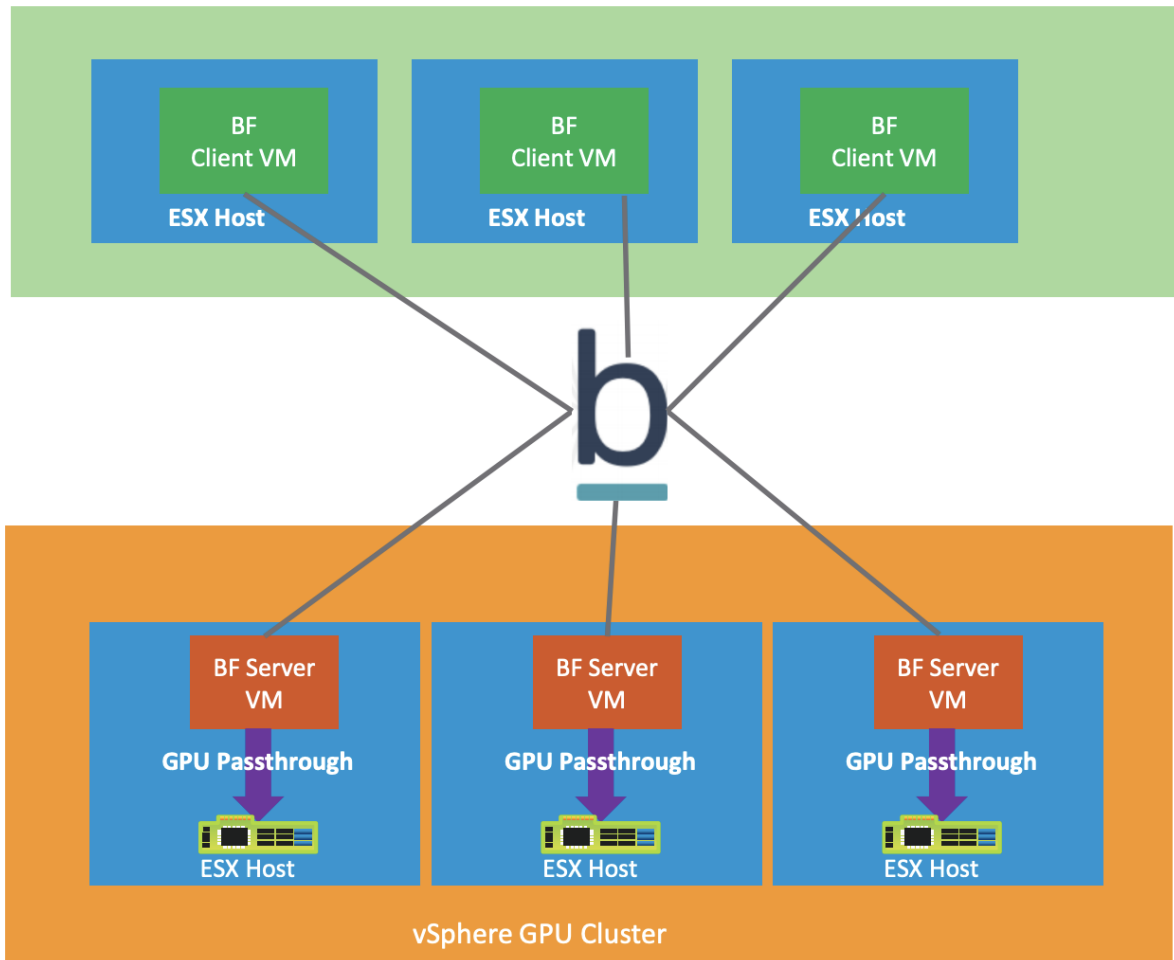 BF
Client VM
ESX Host
BF
Client VM
ESX Host
BF
Client VM
ESX Host
b
BF Server
VM
GPU Passthrough
ESX Host
BF Server
VM
GPU Passthrough
ESX Host
BF Server
VM
GPU Passthrough
ESX Host
vSphere GPU Cluster